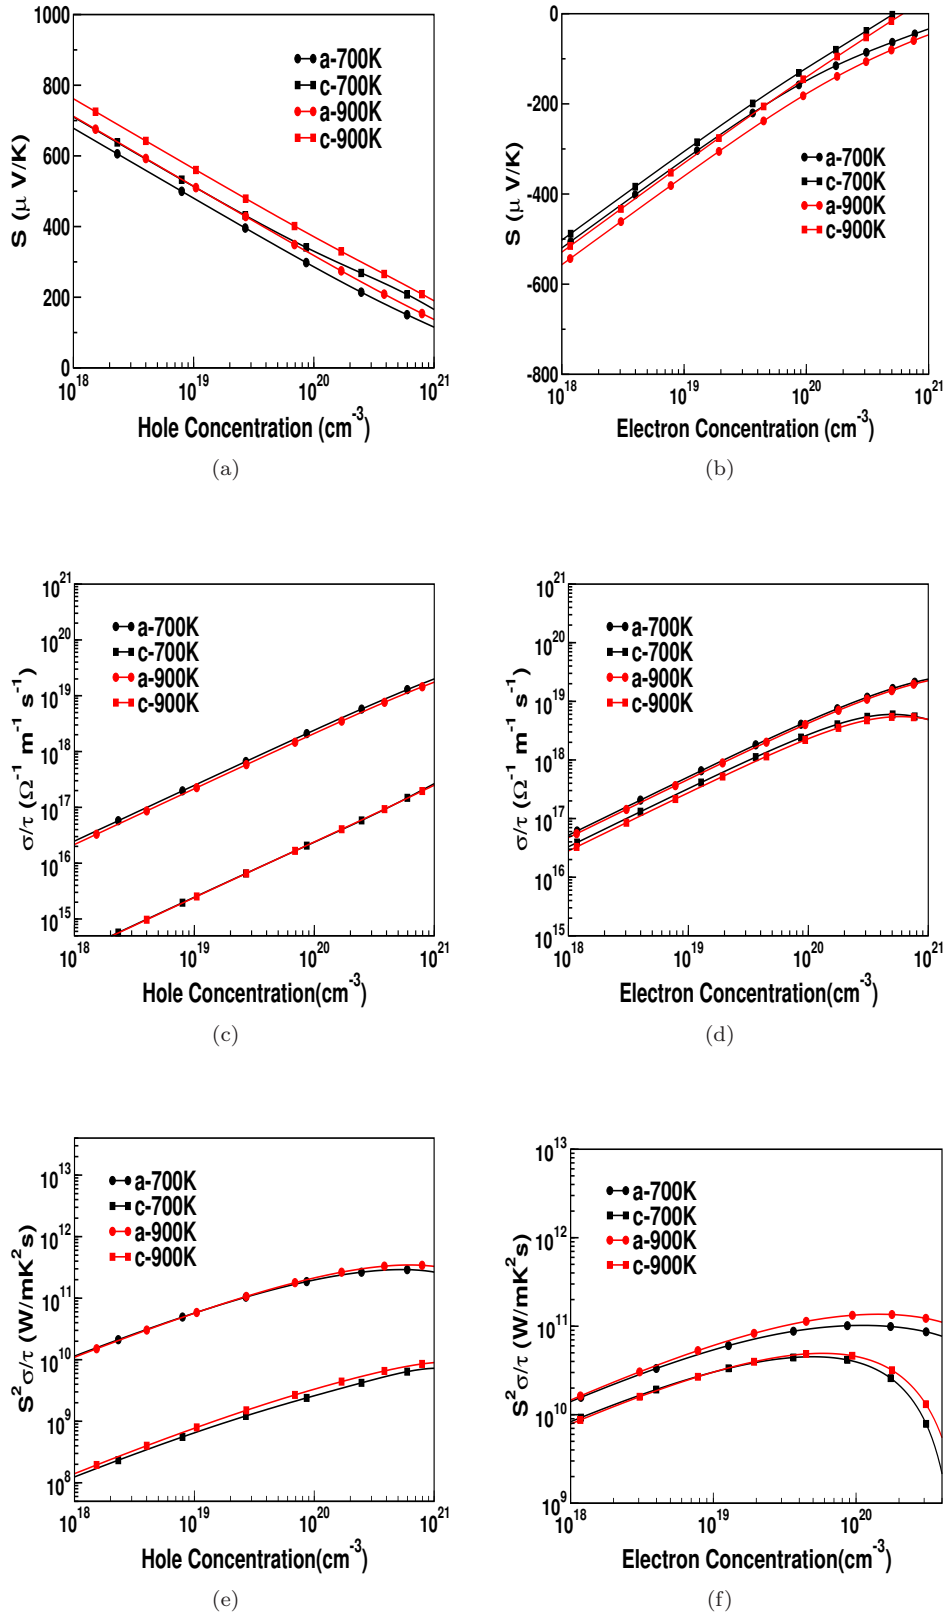 1000
800
600
400
200
0
S (μ V/K)
a-700K
c-700K
a-900K
c-900K
10^18 10^19 10^20 10^21
Hole Concentration (cm^-3)
(a)
0
-200
-400
-600
-800
S (μ V/K)
a-700K
c-700K
a-900K
c-900K
10^18 10^19 10^20 10^21
Electron Concentration (cm^-3)
(b)
10^21
10^20
10^19
10^18
10^17
10^16
10^15
σ/τ (Ω^-1 m^-1 s^-1)
a-700K
c-700K
a-900K
c-900K
10^18 10^19 10^20 10^21
Hole Concentration(cm^-3)
(c)
10^21
10^20
10^19
10^18
10^17
10^16
10^15
σ/τ (Ω^-1 m^-1 s^-1)
a-700K
c-700K
a-900K
c-900K
10^18 10^19 10^20 10^21
Electron Concentration(cm^-3)
(d)
10^13
10^12
10^11
10^10
10^9
10^8
S^2σ/τ (W/mK^2s)
a-700K
c-700K
a-900K
c-900K
10^18 10^19 10^20 10^21
Hole Concentration(cm^-3)
(e)
10^13
10^12
10^11
10^10
10^9
S^2σ/τ (W/mK^2s)
a-700K
c-700K
a-900K
c-900K
10^18 10^19 10^20
Electron Concentration(cm^-3)
(f)